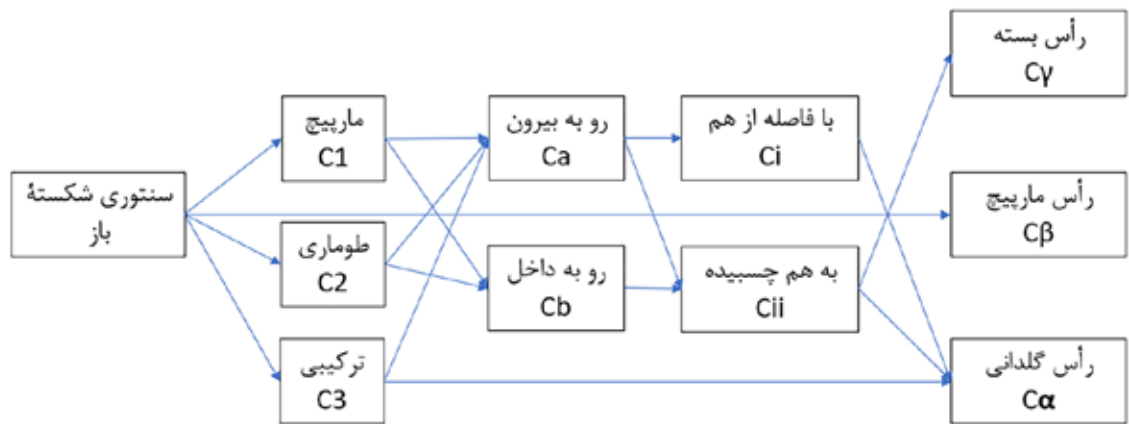 سنتوری شکستهٔ
باز
مارپیچ
C1
طوماری
C2
ترکیبی
C3
رو به بیرون
Ca
رو به داخل
Cb
با فاصله از هم
Ci
به هم چسبیده
Cii
رأس بسته
Cγ
رأس مارپیچ
Cβ
رأس گلدانی
Cα